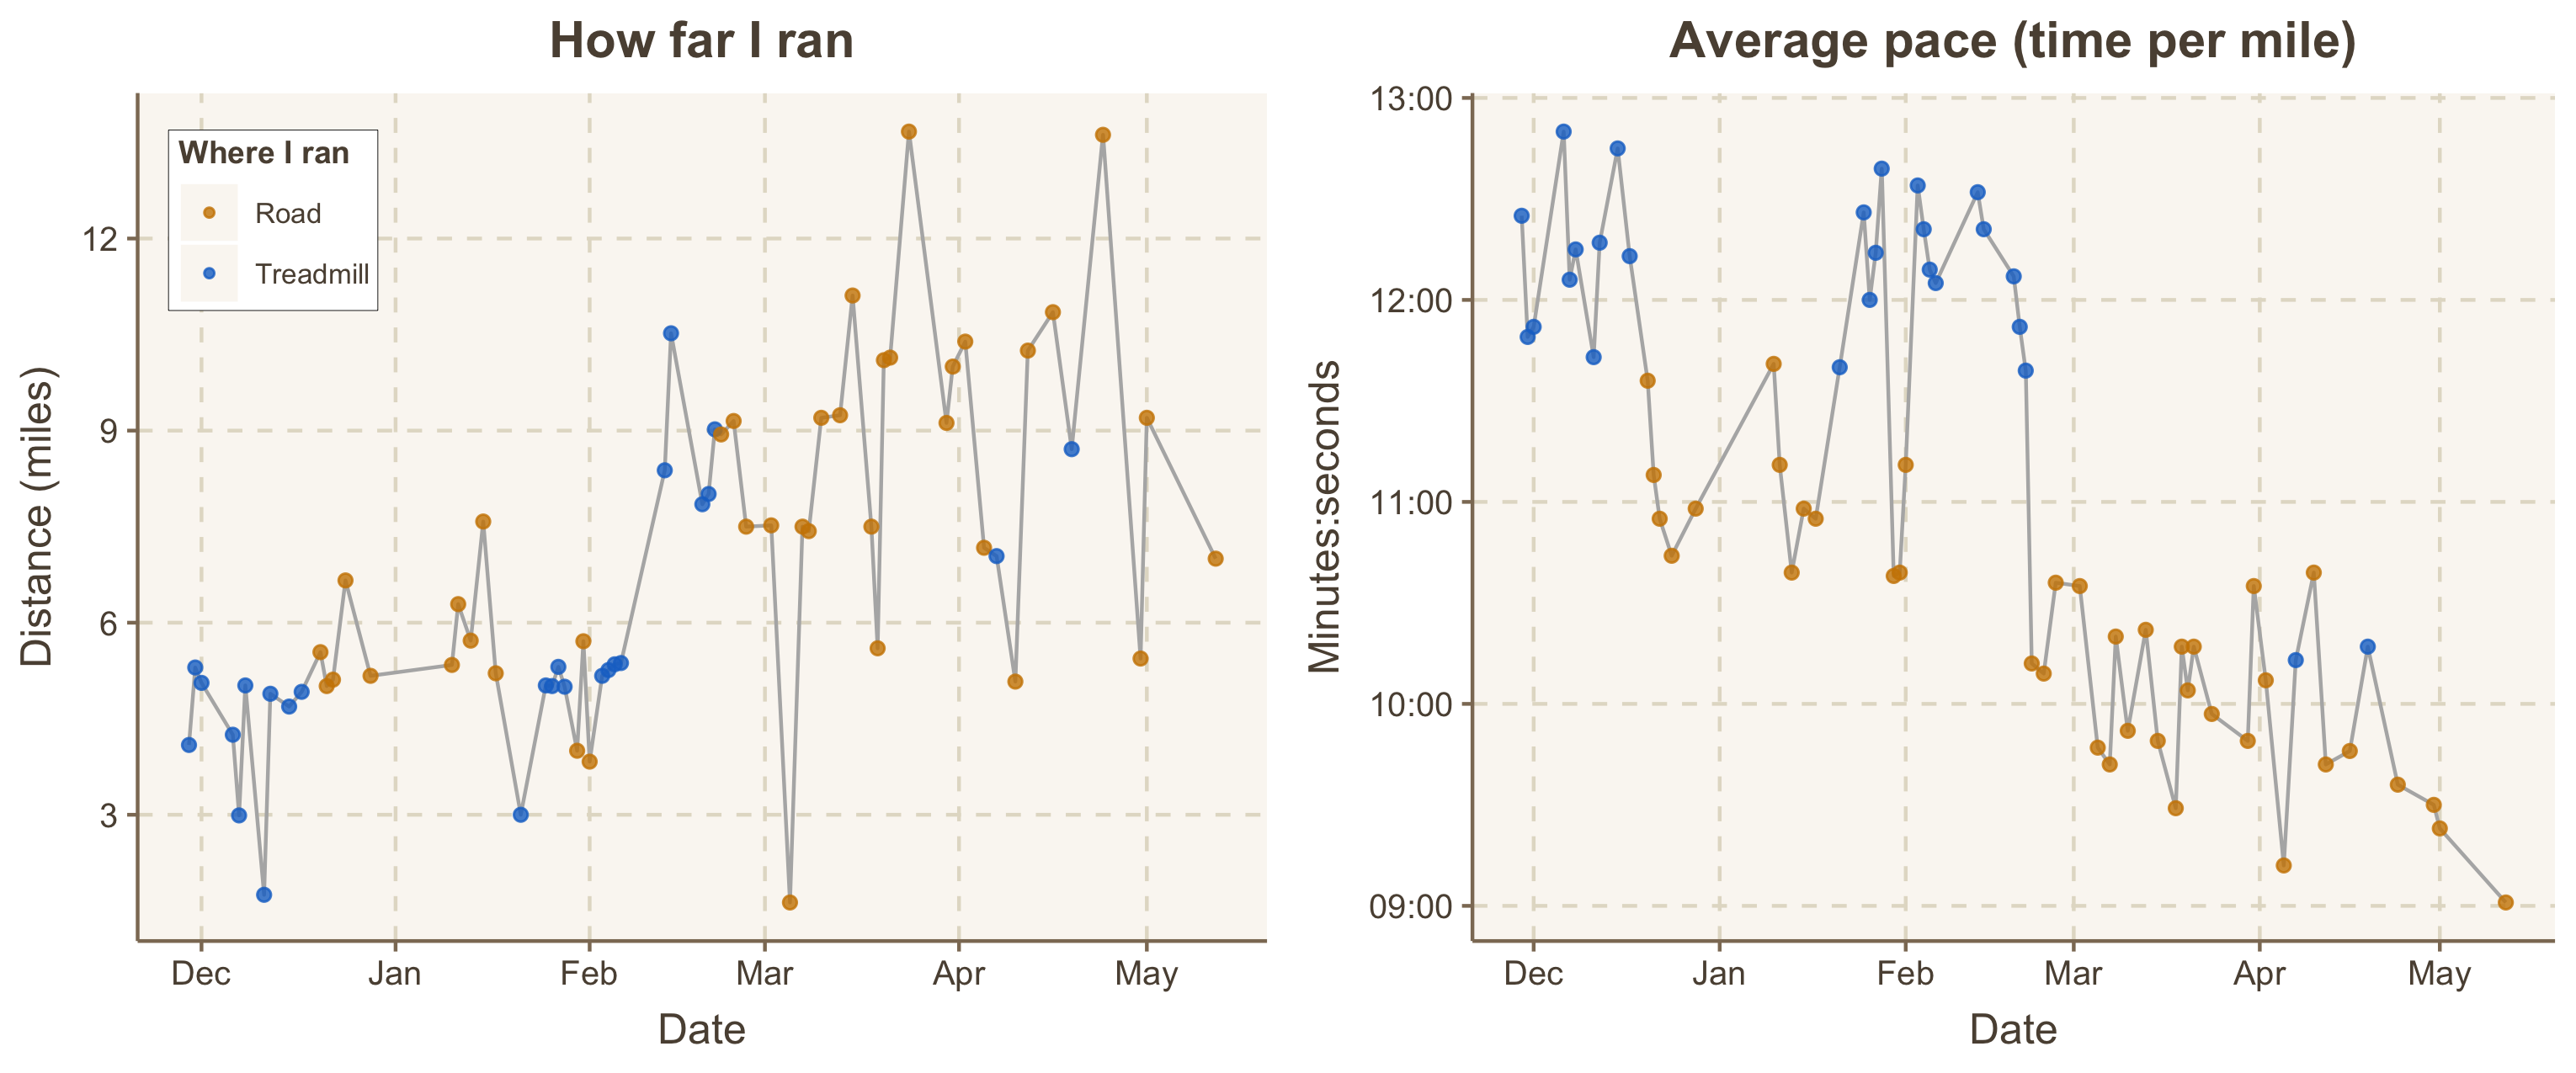 How far I ran
Where I ran
Road
Treadmill
12
9
6
3
Distance (miles)
Dec Jan Feb Mar Apr May
Date
Average pace (time per mile)
13:00
12:00
11:00
10:00
09:00
Minutes:seconds
Dec Jan Feb Mar Apr May
Date